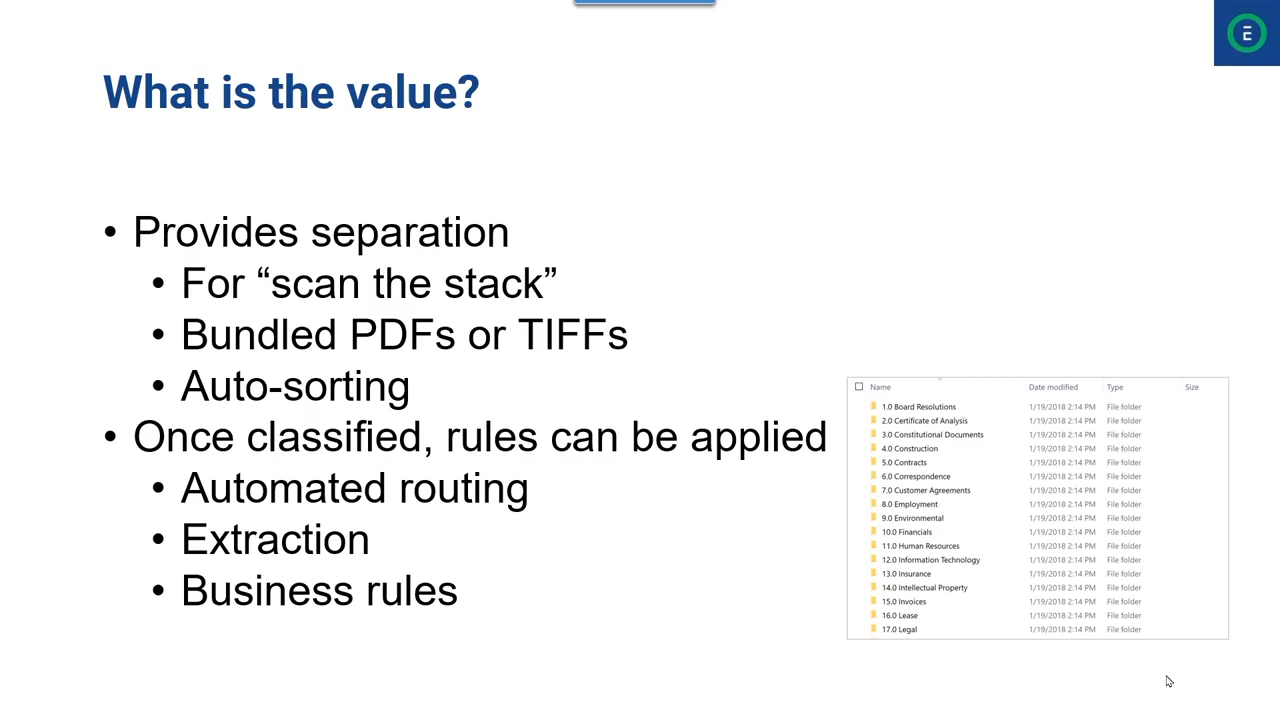 E
What is the value?
• Provides separation
• For “scan the stack”
• Bundled PDFs or TIFFs
• Auto-sorting
• Once classified, rules can be applied
• Automated routing
• Extraction
• Business rules
Name Date modified Type Size
1.0 Board Resolutions 1/19/2018 2:14 PM File folder
2.0 Certificate of Analysis 1/19/2018 2:14 PM File folder
3.0 Constitutional Documents 1/19/2018 2:14 PM File folder
4.0 Construction 1/19/2018 2:14 PM File folder
5.0 Contracts 1/19/2018 2:14 PM File folder
6.0 Correspondence 1/19/2018 2:14 PM File folder
7.0 Customer Agreements 1/19/2018 2:14 PM File folder
8.0 Employment 1/19/2018 2:14 PM File folder
9.0 Environmental 1/19/2018 2:14 PM File folder
10.0 Financials 1/19/2018 2:14 PM File folder
11.0 Human Resources 1/19/2018 2:14 PM File folder
12.0 Information Technology 1/19/2018 2:14 PM File folder
13.0 Insurance 1/19/2018 2:14 PM File folder
14.0 Intellectual Property 1/19/2018 2:14 PM File folder
15.0 Invoices 1/19/2018 2:14 PM File folder
16.0 Lease 1/19/2018 2:14 PM File folder
17.0 Legal 1/19/2018 2:14 PM File folder